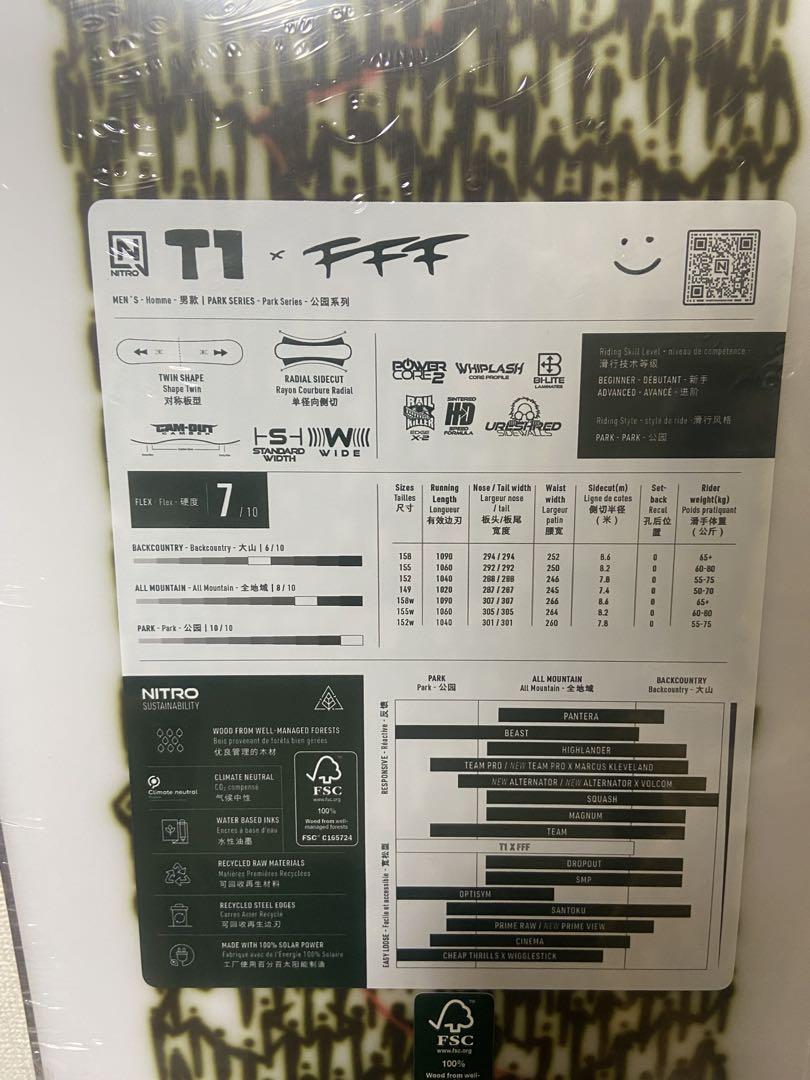 NITRO T1 × FFF
MEN'S - Homme - 男款 | PARK SERIES - Park Series - 公园系列
TWIN SHAPE
Shape Twin
对称板型
RADIAL SIDECUT
Rayon Courbure Radial
单径向侧切
CAM-OUT
CAMBER
S
STANDARD
WIDTH
W
WIDE
POWER
CORE 2
WHIPLASH
CORE PROFILE
BI-LITE
LAMINATES
RAIL
KILLER
EDGE
X-2
SINTERED
HD
SPEED
FORMULA
URESHRED
SIDEWALLS
Riding Skill Level - niveau de compétence -
滑行技术等级
BEGINNER - DÉBUTANT - 新手
ADVANCED - AVANCÉ - 进阶
Riding Style - style de ride - 滑行风格
PARK - PARK - 公园
FLEX - Flex - 硬度 7 / 10
BACKCOUNTRY - Backcountry - 大山 | 6 / 10
ALL MOUNTAIN - All Mountain - 全地域 | 8 / 10
PARK - Park - 公园 | 10 / 10
Sizes
Tailles
尺寸
Running
Length
Longueur
有效边刃
Nose / Tail width
Largeur nose
/ tail
板头/板尾
宽度
Waist
width
Largeur
patin
腰宽
Sidecut(m)
Ligne de cotes
侧切半径
(米)
Set-
back
Recul
孔后位
置
Rider
weight(kg)
Poids pratiquant
滑手体重
(公斤)
158 1090 294 / 294 252 8.6 0 65+
155 1060 292 / 292 250 8.2 0 60-80
152 1040 288 / 288 246 7.8 0 55-75
149 1020 287 / 287 245 7.4 0 50-70
158w 1090 307 / 307 266 8.6 0 65+
155w 1060 305 / 305 264 8.2 0 60-80
152w 1040 301 / 301 260 7.8 0 55-75
NITRO
SUSTAINABILITY
WOOD FROM WELL-MANAGED FORESTS
Bois provenant de forêts bien gérées
优良管理的木材
Climate neutral
CLIMATE NEUTRAL
CO₂ compensé
气候中性
WATER BASED INKS
Encres à base d'eau
水性油墨
RECYCLED RAW MATERIALS
Matières Premières Recyclées
可回收再生材料
RECYCLED STEEL EDGES
Carres Acier Recyclé
可回收再生边刃
MADE WITH 100% SOLAR POWER
Fabriqué avec de l'Énergie 100% Solaire
工厂使用百分百太阳能制造
FSC
www.fsc.org
100%
Wood from well-
managed forests
FSC® C165724
PARK
Park - 公园
ALL MOUNTAIN
All Mountain - 全地域
BACKCOUNTRY
Backcountry - 大山
RESPONSIVE - Réactive - 反馈
EASY LOOSE - Facile et accessible - 宽松型
PANTERA
BEAST
HIGHLANDER
TEAM PRO / NEW TEAM PRO X MARCUS KLEVELAND
NEW ALTERNATOR / NEW ALTERNATOR X VOLCOM
SQUASH
MAGNUM
TEAM
T1 X FFF
DROPOUT
SMP
OPTISYM
SANTOKU
PRIME RAW / NEW PRIME VIEW
CINEMA
CHEAP THRILLS X WIGGLESTICK
FSC
www.fsc.org
100%
Wood from well-